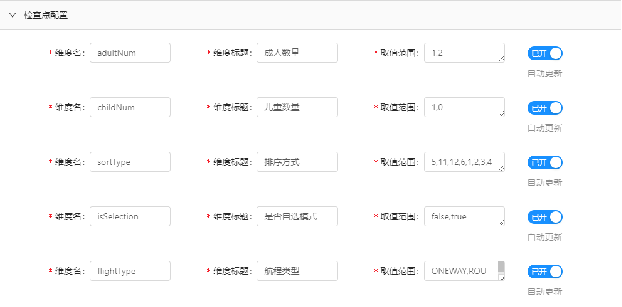 检查点配置
* 维度名: adultNum * 维度标题: 成人数量 * 取值范围: 1,2 已开
自动更新
* 维度名: childNum * 维度标题: 儿童数量 * 取值范围: 1,0 已开
自动更新
* 维度名: sortType * 维度标题: 排序方式 * 取值范围: 5,11,12,6,1,2,3,4 已开
自动更新
* 维度名: isSelection * 维度标题: 是否自选模式 * 取值范围: false,true 已开
自动更新
* 维度名: flightType * 维度标题: 航程类型 * 取值范围: ONEWAY,ROU 已开
自动更新